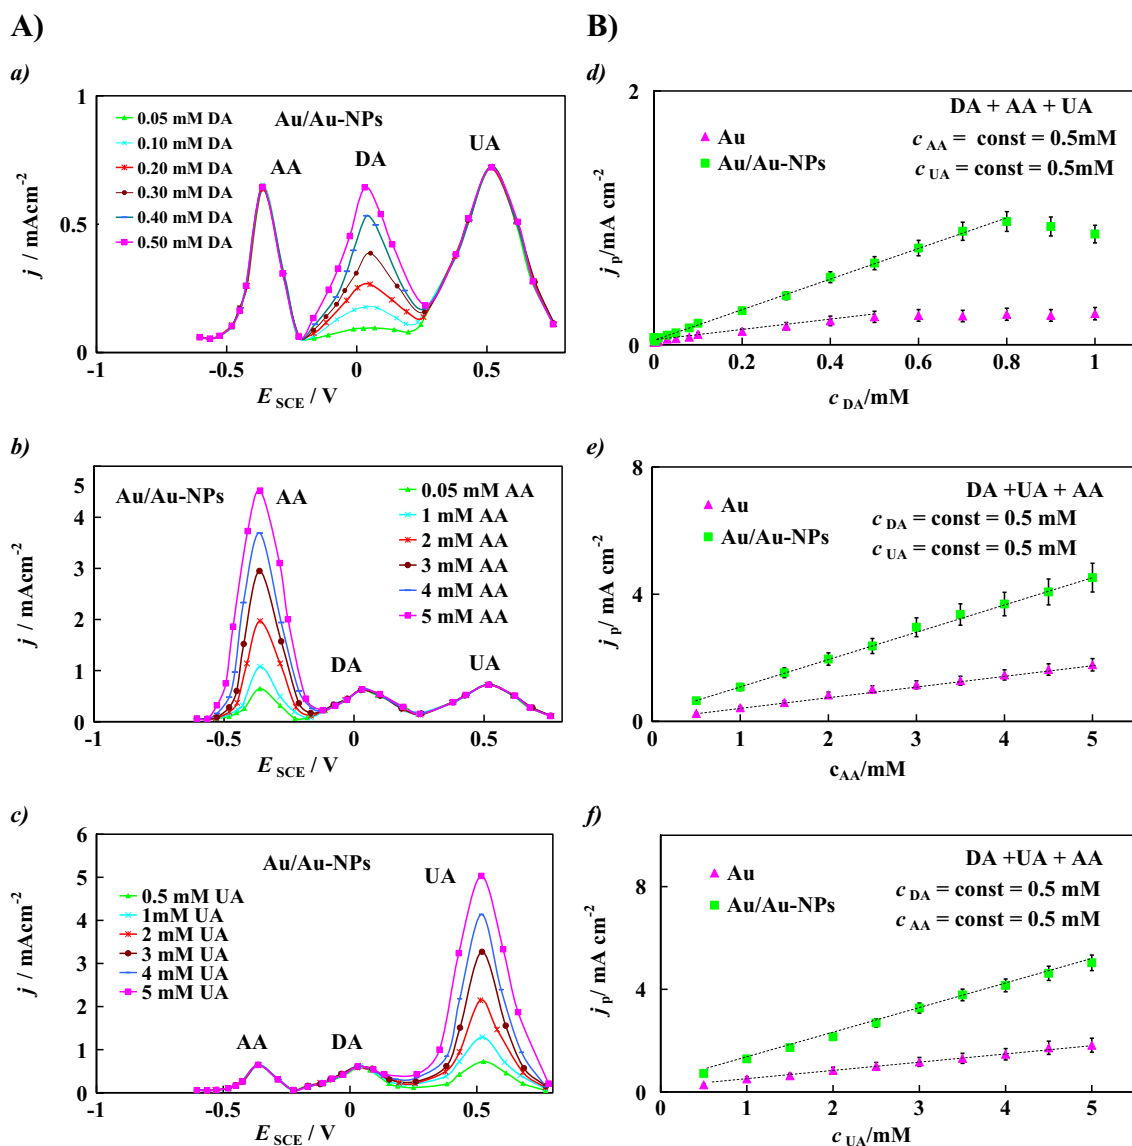 A)
B)
a)
1
0.5
0
-1
-0.5
0
0.5
j / mAcm-2
E SCE / V
Au/Au-NPs
AA
DA
UA
0.05 mM DA
0.10 mM DA
0.20 mM DA
0.30 mM DA
0.40 mM DA
0.50 mM DA
d)
2
0
0
0.2
0.4
0.6
0.8
1
jp/mA cm-2
c DA/mM
DA + AA + UA
c AA = const = 0.5mM
c UA = const = 0.5mM
Au
Au/Au-NPs
b)
5
4
3
2
1
0
-1
-0.5
0
0.5
j / mAcm-2
E SCE / V
Au/Au-NPs
AA
DA
UA
0.05 mM AA
1 mM AA
2 mM AA
3 mM AA
4 mM AA
5 mM AA
e)
8
4
0
0
1
2
3
4
5
j p/ mA cm-2
cAA/mM
DA +UA + AA
c DA = const = 0.5 mM
c UA = const = 0.5 mM
Au
Au/Au-NPs
c)
6
5
4
3
2
1
0
-1
-0.5
0
0.5
j / mAcm-2
E SCE / V
Au/Au-NPs
AA
DA
UA
0.5 mM UA
1mM UA
2 mM UA
3 mM UA
4 mM UA
5 mM UA
f)
8
4
0
0
1
2
3
4
5
jp/ mA cm-2
c UA/mM
DA +UA + AA
c DA = const = 0.5 mM
c AA = const = 0.5 mM
Au
Au/Au-NPs